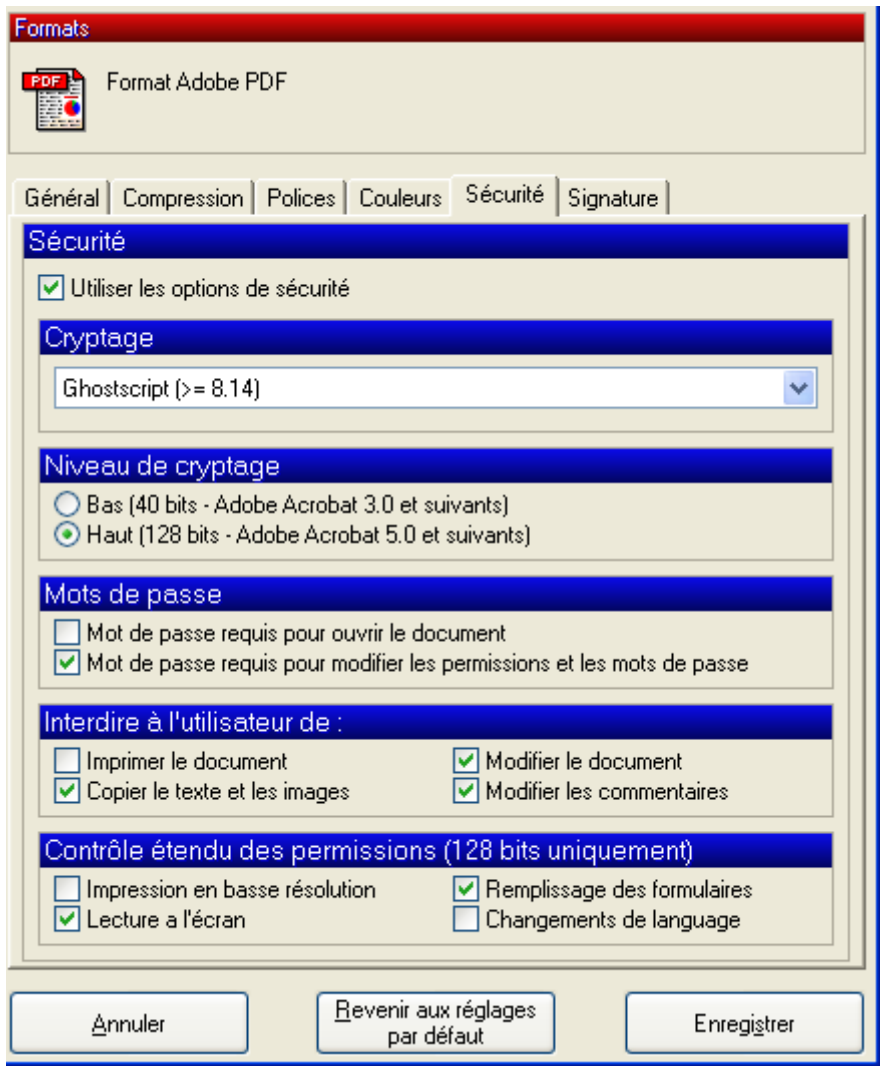 Formats
PDF
Format Adobe PDF
Général Compression Polices Couleurs Sécurité Signature
Sécurité
Utiliser les options de sécurité
Cryptage
Ghostscript (>= 8.14)
Niveau de cryptage
Bas (40 bits - Adobe Acrobat 3.0 et suivants)
Haut (128 bits - Adobe Acrobat 5.0 et suivants)
Mots de passe
Mot de passe requis pour ouvrir le document
Mot de passe requis pour modifier les permissions et les mots de passe
Interdire à l'utilisateur de :
Imprimer le document Modifier le document
Copier le texte et les images Modifier les commentaires
Contrôle étendu des permissions (128 bits uniquement)
Impression en basse résolution Remplissage des formulaires
Lecture a l'écran Changements de language
Annuler Revenir aux réglages par défaut Enregistrer